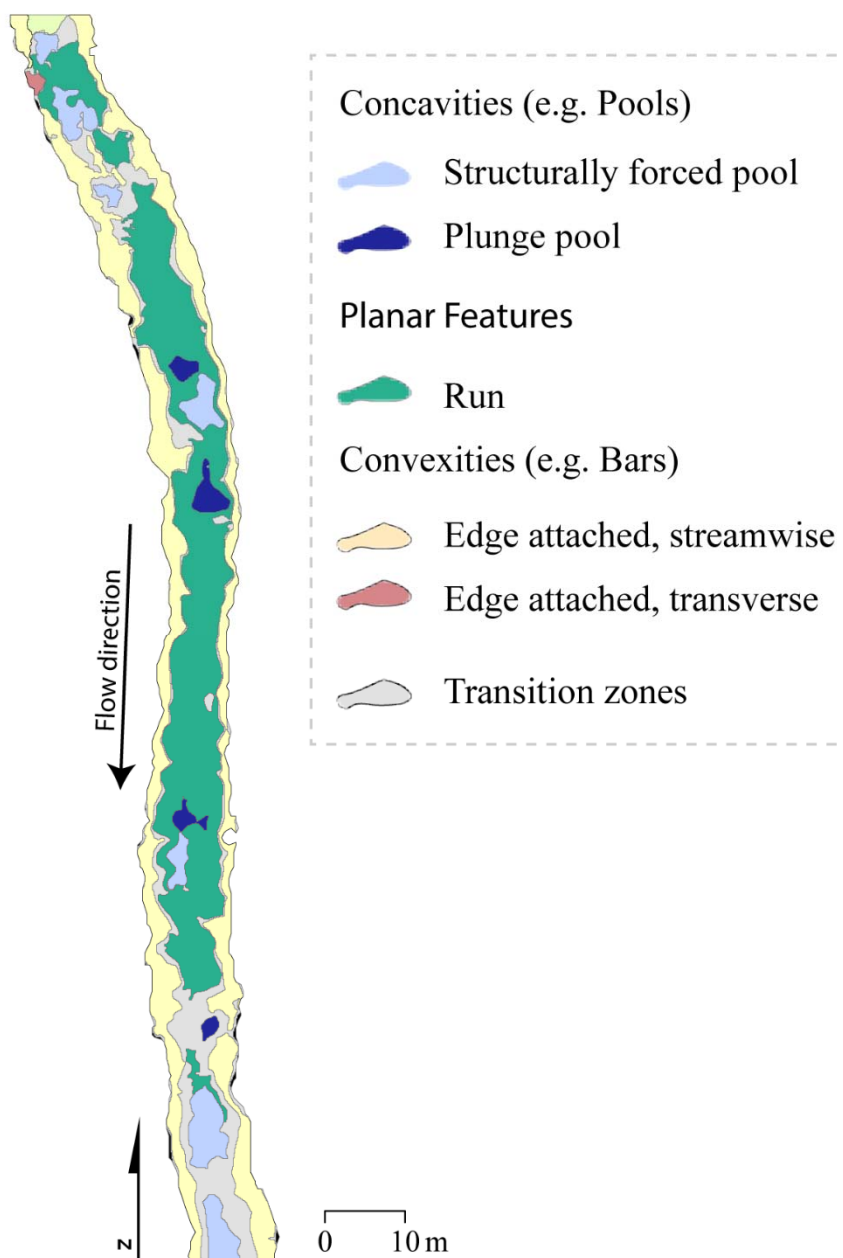 Concavities (e.g. Pools)
Structurally forced pool
Plunge pool
Planar Features
Run
Convexities (e.g. Bars)
Edge attached, streamwise
Edge attached, transverse
Transition zones
Flow direction
N
0 10 m